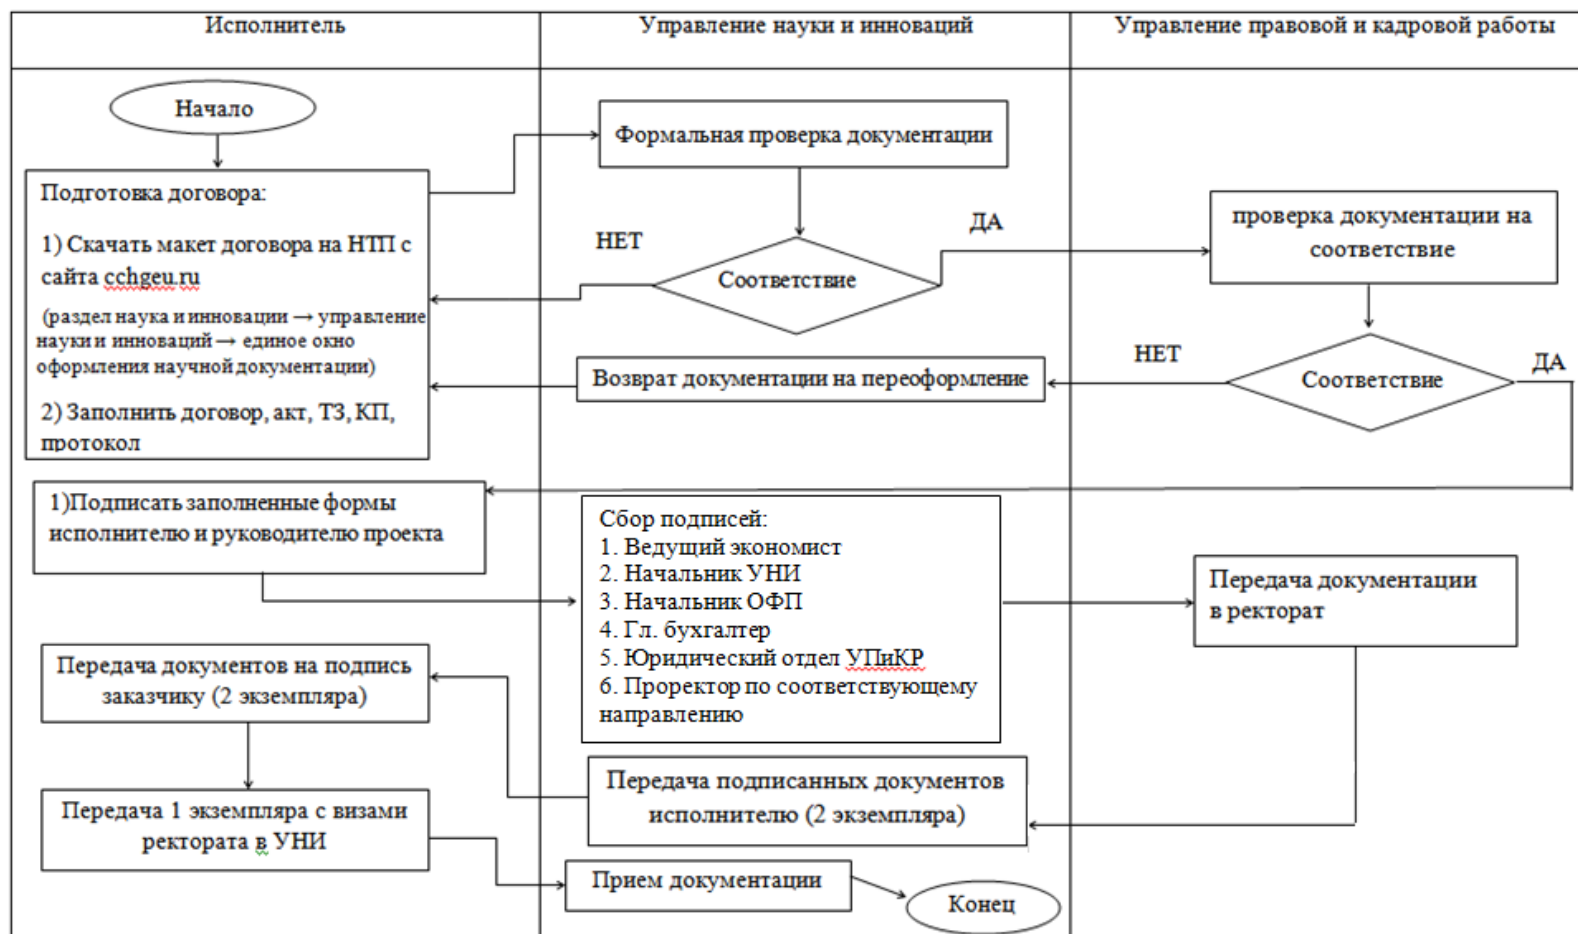 Исполнитель
Управление науки и инноваций
Управление правовой и кадровой работы
Начало
Подготовка договора:
1) Скачать макет договора на НТП с
сайта cchgeu.ru
(раздел наука и инновации → управление
науки и инноваций → единое окно
оформления научной документации)
2) Заполнить договор, акт, ТЗ, КП,
протокол
Формальная проверка документации
НЕТ
ДА
Соответствие
проверка документации на
соответствие
Возврат документации на переоформление
НЕТ
ДА
Соответствие
1)Подписать заполненные формы
исполнителю и руководителю проекта
Сбор подписей:
1. Ведущий экономист
2. Начальник УНИ
3. Начальник ОФП
4. Гл. бухгалтер
5. Юридический отдел УПиКР
6. Проректор по соответствующему
направлению
Передача документации
в ректорат
Передача документов на подпись
заказчику (2 экземпляра)
Передача подписанных документов
исполнителю (2 экземпляра)
Передача 1 экземпляра с визами
ректората в УНИ
Прием документации
Конец